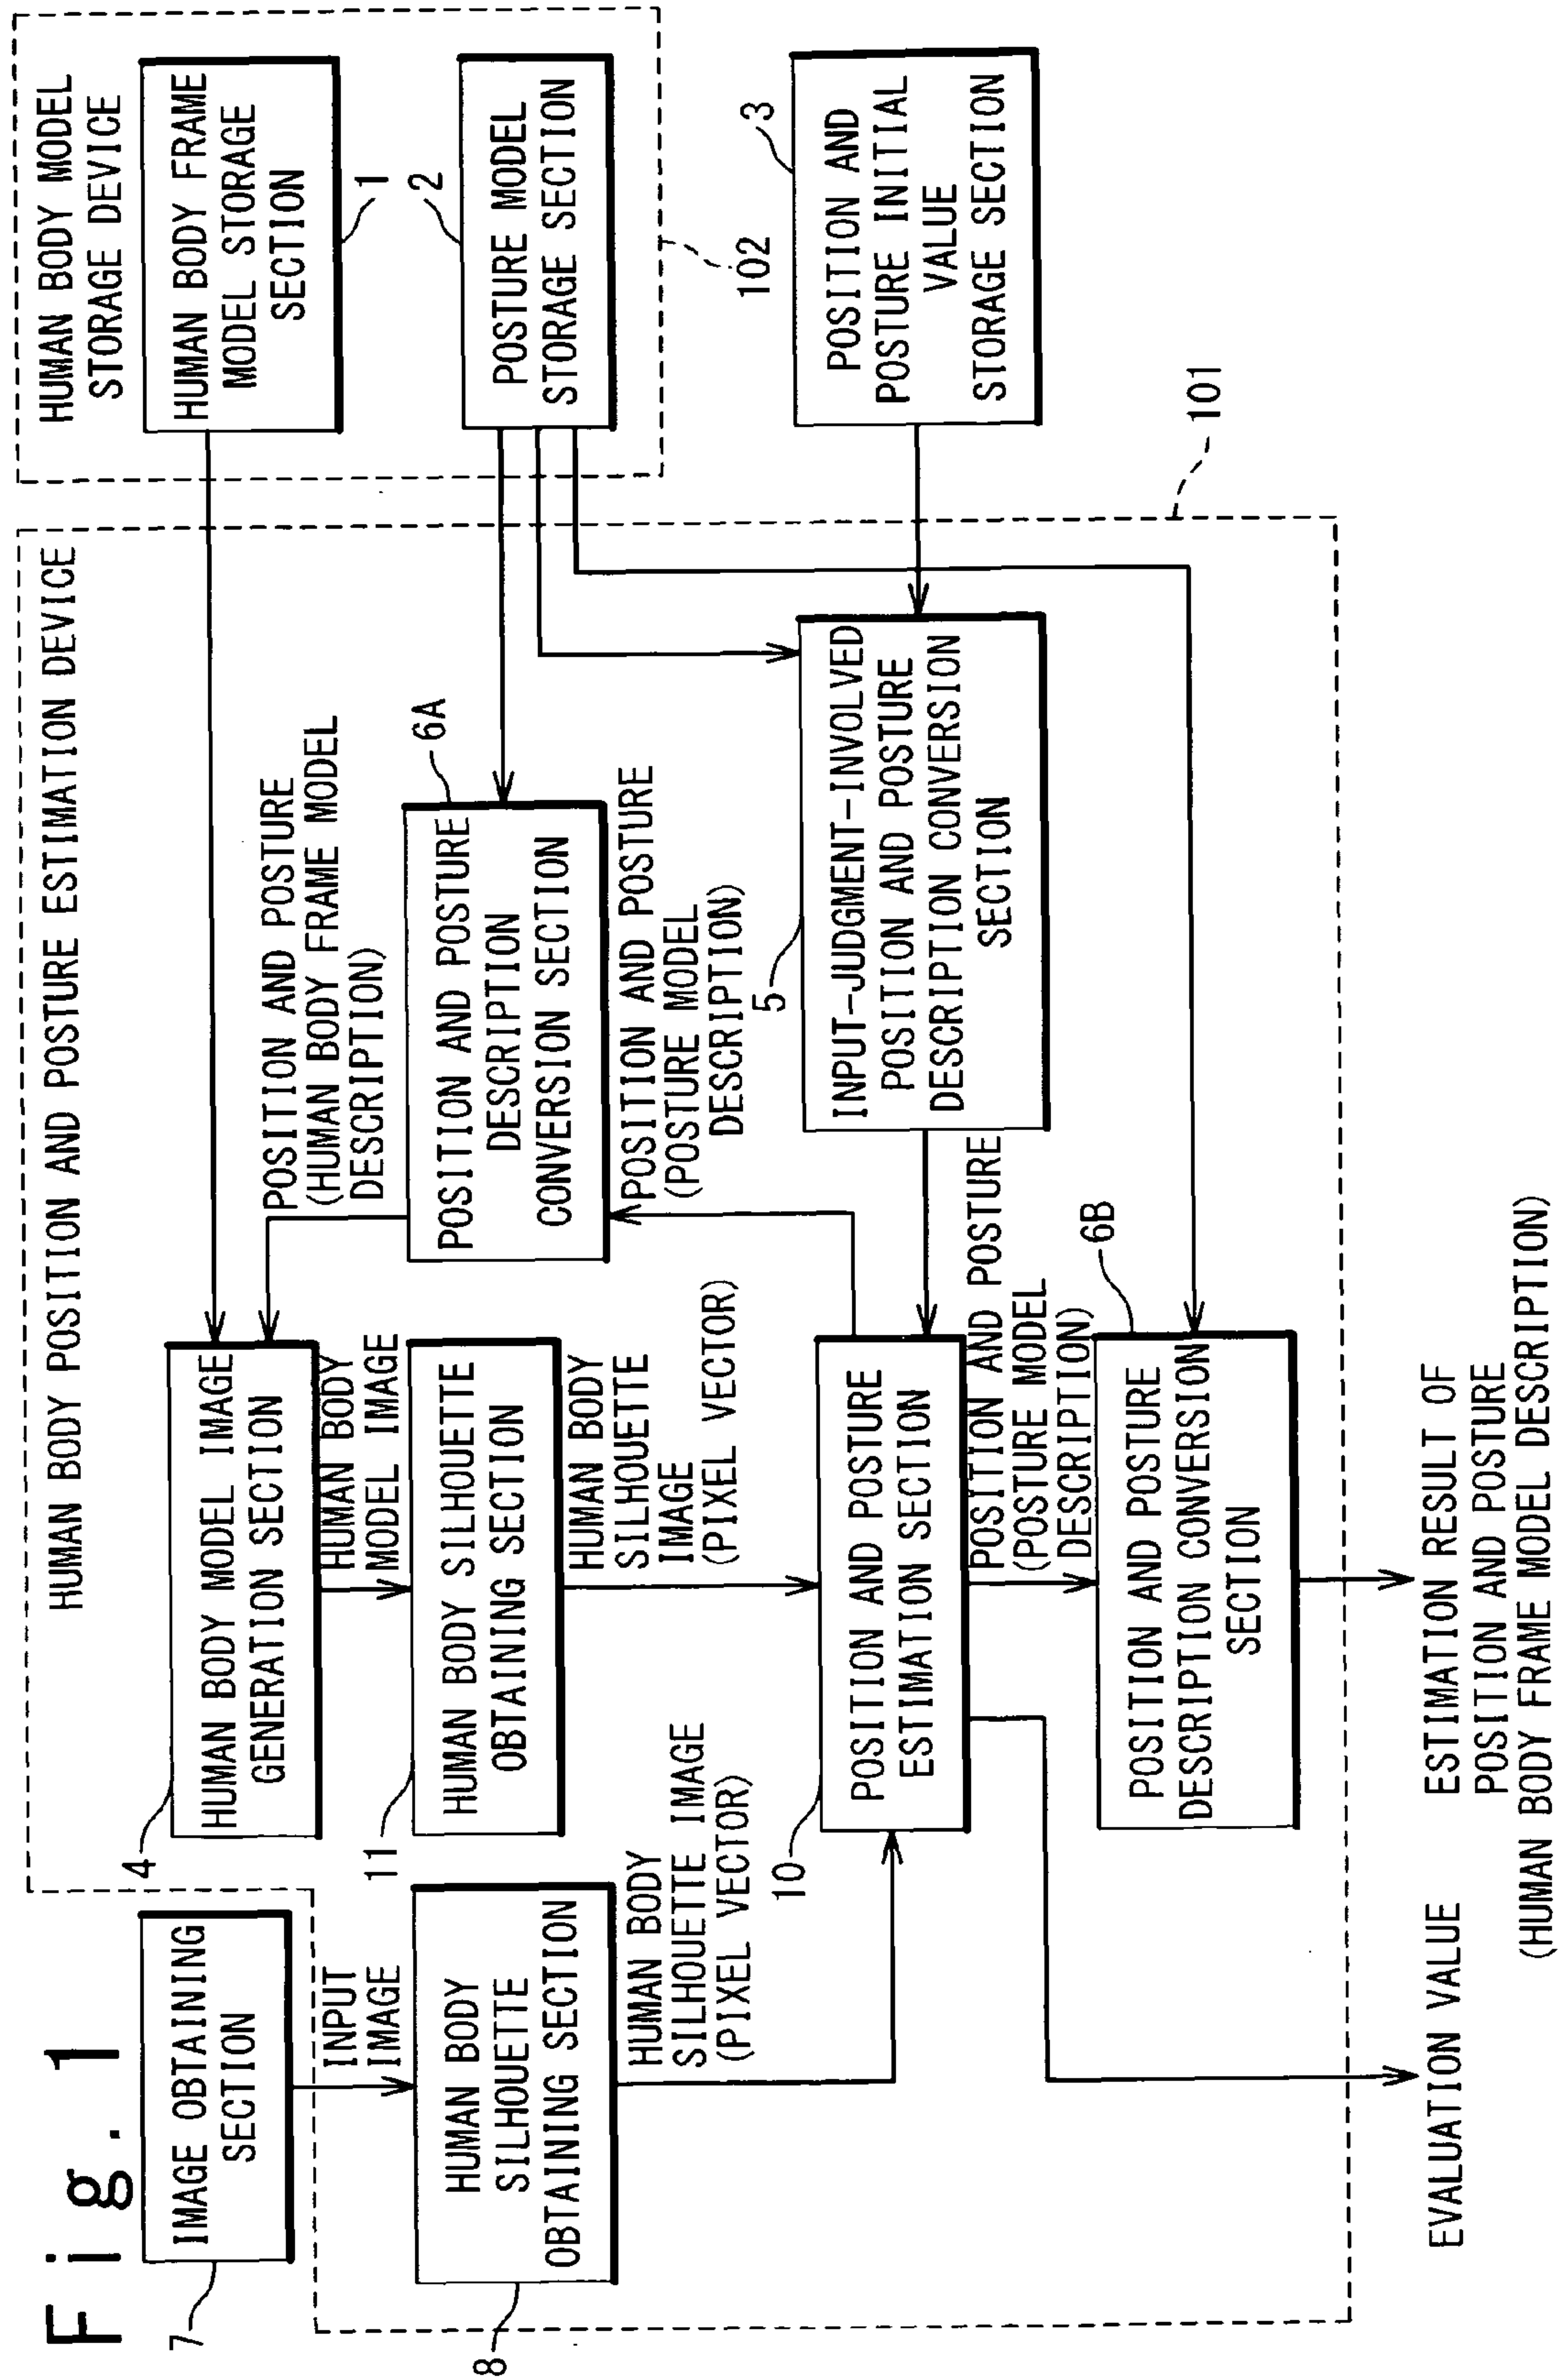 Fig.1
HUMAN BODY MODEL
STORAGE DEVICE
HUMAN BODY FRAME
MODEL STORAGE
SECTION
1
2
POSTURE MODEL
STORAGE SECTION
102
3
POSITION AND
POSTURE INITIAL
VALUE
STORAGE SECTION
101
HUMAN BODY POSITION AND POSTURE ESTIMATION DEVICE
7
IMAGE OBTAINING
SECTION
INPUT
IMAGE
8
HUMAN BODY
SILHOUETTE
OBTAINING SECTION
HUMAN BODY
SILHOUETTE IMAGE
(PIXEL VECTOR)
4
HUMAN BODY MODEL IMAGE
GENERATION SECTION
HUMAN BODY
MODEL IMAGE
11
HUMAN BODY SILHOUETTE
OBTAINING SECTION
HUMAN BODY
SILHOUETTE
IMAGE
(PIXEL VECTOR)
POSITION AND POSTURE
(HUMAN BODY FRAME MODEL
DESCRIPTION)
6A
POSITION AND POSTURE
DESCRIPTION
CONVERSION SECTION
POSITION AND POSTURE
(POSTURE MODEL
DESCRIPTION)
5
INPUT-JUDGMENT-INVOLVED
POSITION AND POSTURE
DESCRIPTION CONVERSION
SECTION
10
POSITION AND POSTURE
ESTIMATION SECTION
POSITION AND POSTURE
(POSTURE MODEL
DESCRIPTION)
6B
POSITION AND POSTURE
DESCRIPTION CONVERSION
SECTION
EVALUATION VALUE
ESTIMATION RESULT OF
POSITION AND POSTURE
(HUMAN BODY FRAME MODEL DESCRIPTION)